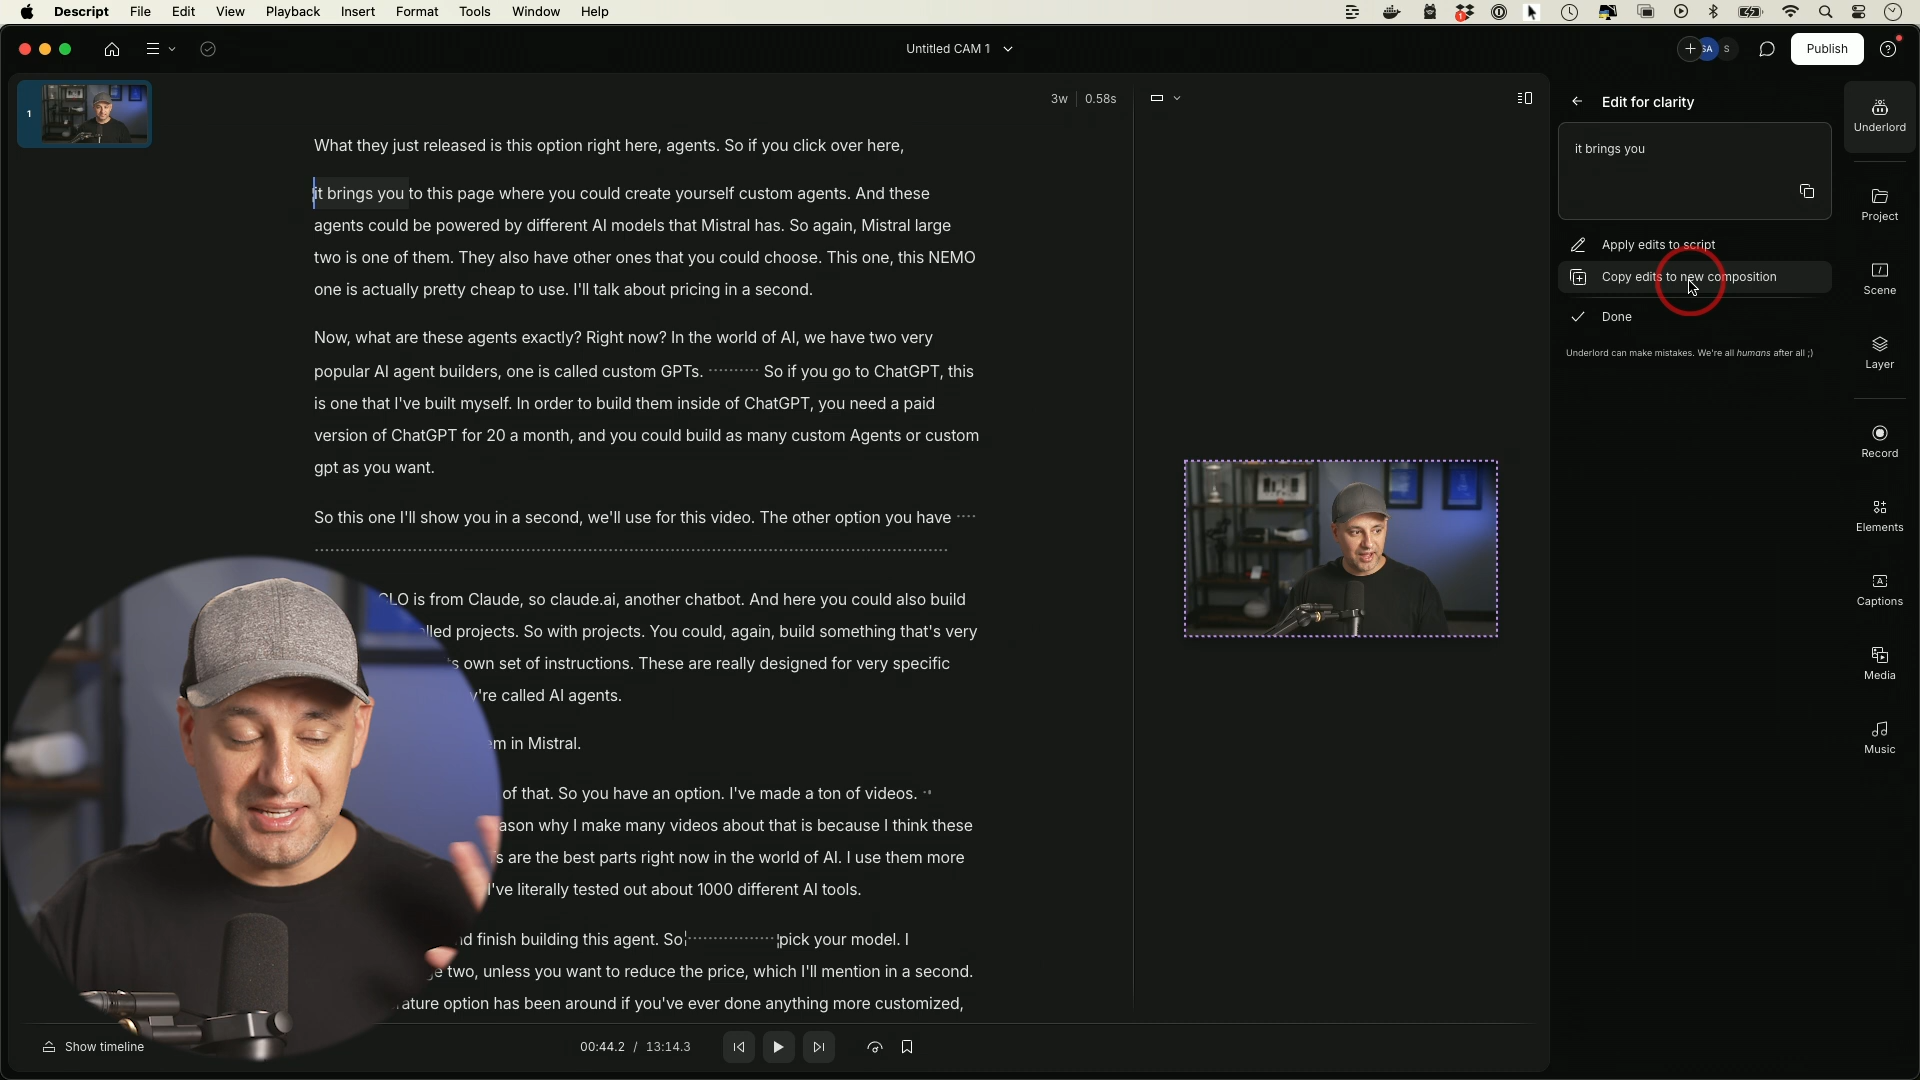 Descript File Edit View Playback Insert Format Tools Window Help
Untitled CAM 1
SA S
Publish
1
3w 0.58s
What they just released is this option right here, agents. So if you click over here,
it brings you to this page where you could create yourself custom agents. And these
agents could be powered by different AI models that Mistral has. So again, Mistral large
two is one of them. They also have other ones that you could choose. This one, this NEMO
one is actually pretty cheap to use. I'll talk about pricing in a second.
Now, what are these agents exactly? Right now? In the world of AI, we have two very
popular AI agent builders, one is called custom GPTs. So if you go to ChatGPT, this
is one that I've built myself. In order to build them inside of ChatGPT, you need a paid
version of ChatGPT for 20 a month, and you could build as many custom Agents or custom
gpt as you want.
So this one I'll show you in a second, we'll use for this video. The other option you have
CLO is from Claude, so claude.ai, another chatbot. And here you could also build
lled projects. So with projects. You could, again, build something that's very
s own set of instructions. These are really designed for very specific
y're called AI agents.
em in Mistral.
of that. So you have an option. I've made a ton of videos.
ason why I make many videos about that is because I think these
s are the best parts right now in the world of AI. I use them more
I've literally tested out about 1000 different AI tools.
nd finish building this agent. So pick your model. I
ge two, unless you want to reduce the price, which I'll mention in a second.
rature option has been around if you've ever done anything more customized,
Show timeline
00:44.2 / 13:14.3
Edit for clarity
it brings you
Apply edits to script
Copy edits to new composition
Done
Underlord can make mistakes. We're all humans after all ;)
Underlord
Project
Scene
Layer
Record
Elements
Captions
Media
Music